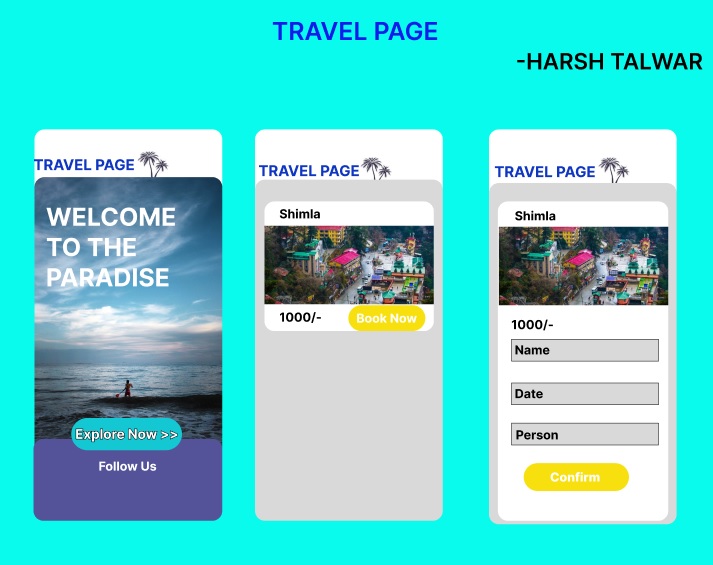 TRAVEL PAGE
-HARSH TALWAR
TRAVEL PAGE
WELCOME
TO THE
PARADISE
Explore Now >>
Follow Us
TRAVEL PAGE
Shimla
1000/-
Book Now
TRAVEL PAGE
Shimla
1000/-
Name
Date
Person
Confirm